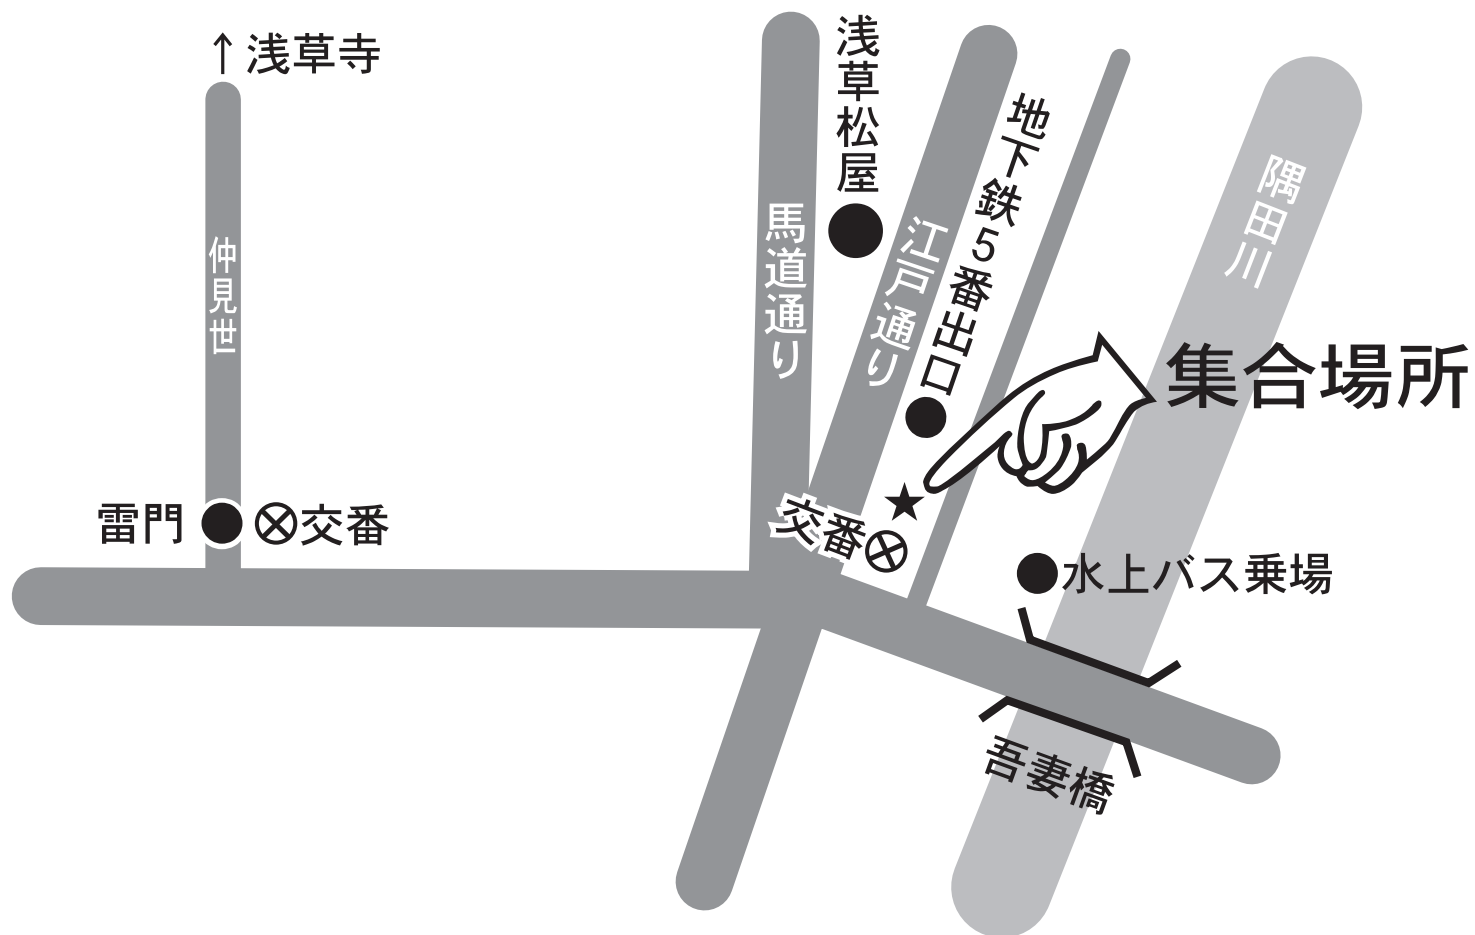 ↑浅草寺
仲見世
雷門
交番
馬道通り
浅草松屋
江戸通り
地下鉄5番出口
隅田川
集合場所
★
交番
水上バス乗場
吾妻橋